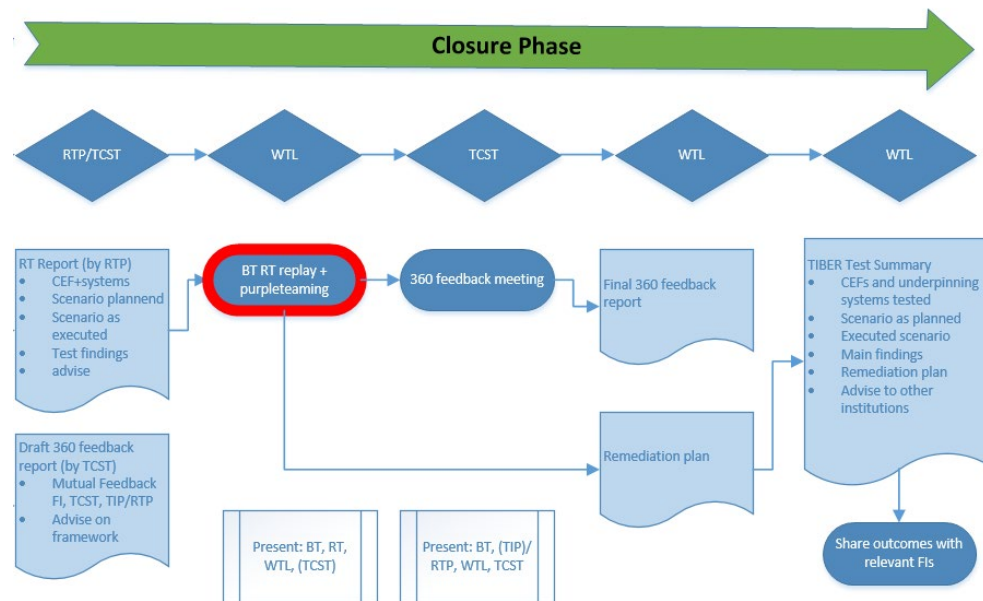 Closure Phase
RTP/TCST
WTL
TCST
WTL
WTL
RT Report (by RTP)
• CEF+systems
• Scenario plannend
• Scenario as
executed
• Test findings
advise
BT RT replay +
purpleteaming
360 feedback meeting
Final 360 feedback
report
TIBER Test Summary
• CEFs and underpinning
systems tested
• Scenario as planned
• Executed scenario
• Main findings
• Remediation plan
• Advise to other
institutions
Draft 360 feedback
report (by TCST)
• Mutual Feedback
FI, TCST, TIP/RTP
• Advise on
framework
Remediation plan
Present: BT, RT,
WTL, (TCST)
Present: BT, (TIP)/
RTP, WTL, TCST
Share outcomes with
relevant FIs